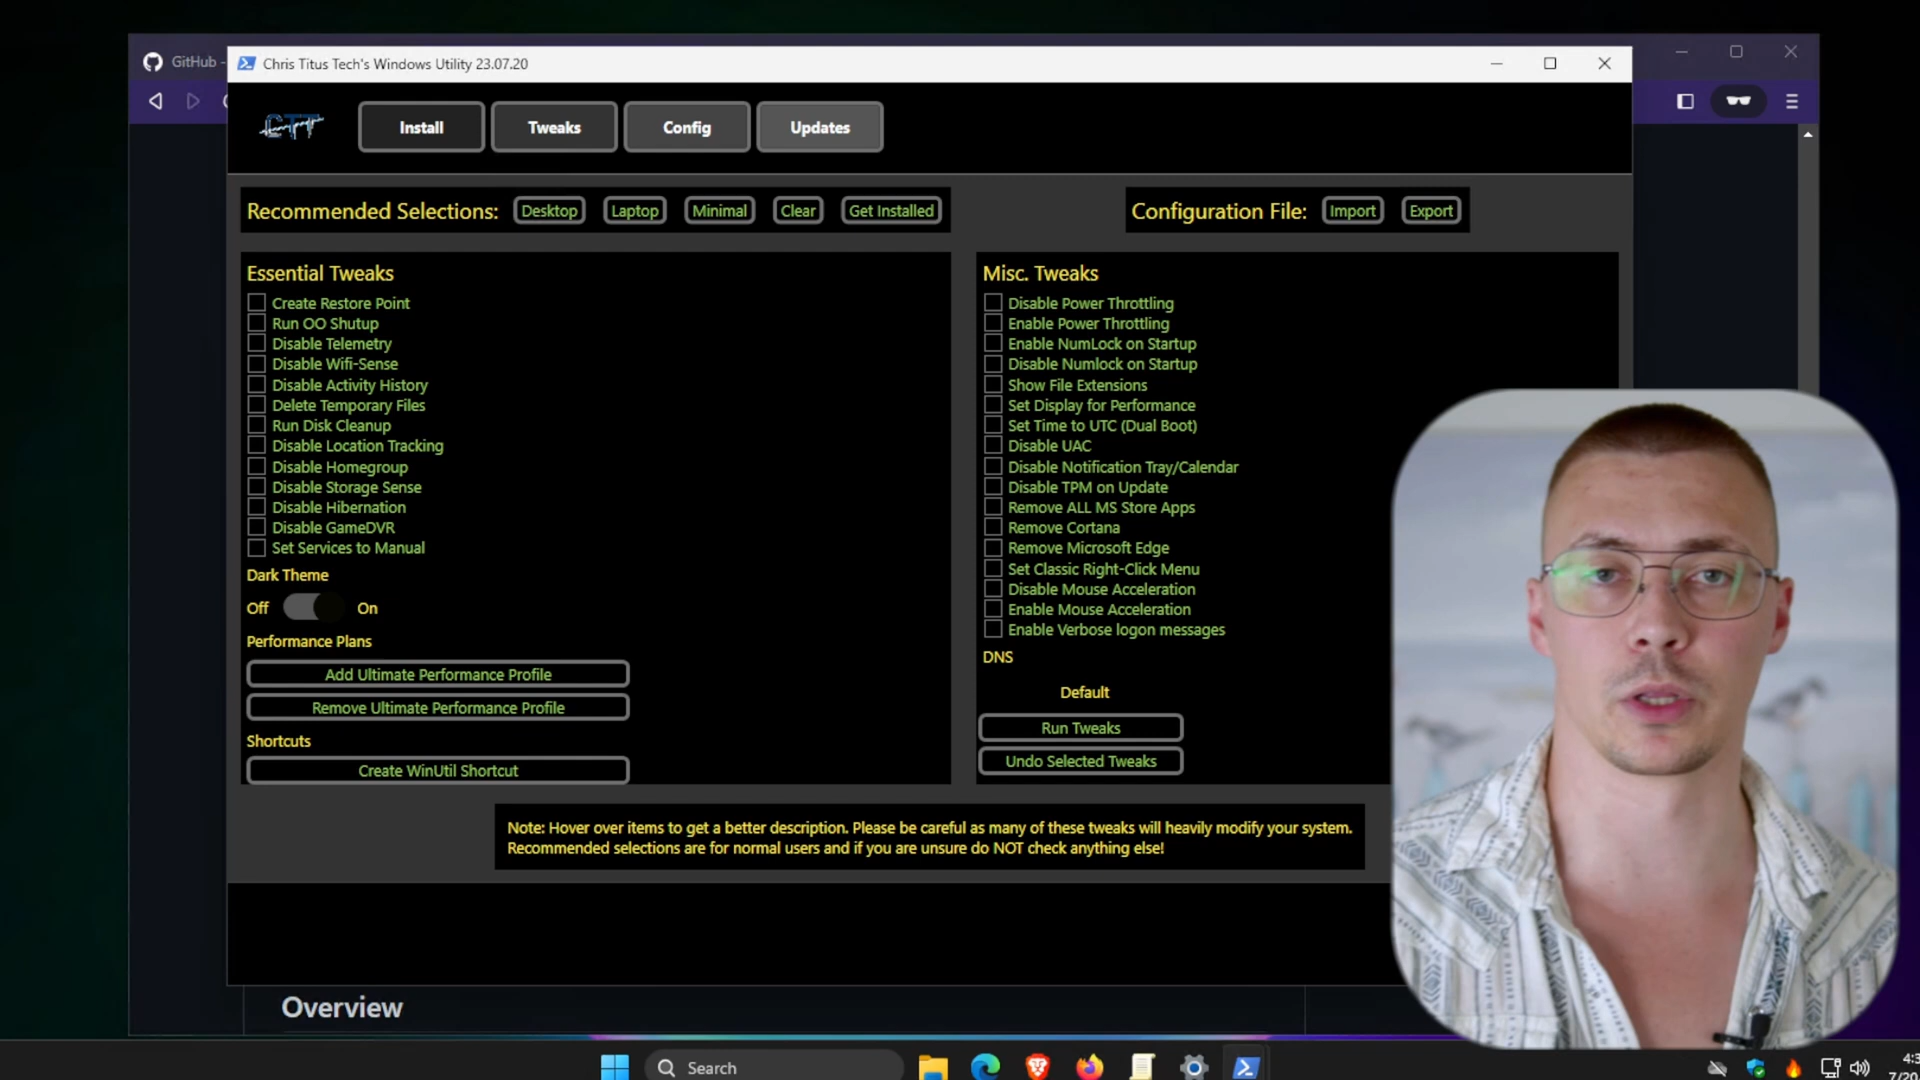 GitHub -
Chris Titus Tech's Windows Utility 23.07.20
CTT
Install
Tweaks
Config
Updates
Recommended Selections:
Desktop
Laptop
Minimal
Clear
Get Installed
Configuration File:
Import
Export
Essential Tweaks
Create Restore Point
Run OO Shutup
Disable Telemetry
Disable Wifi-Sense
Disable Activity History
Delete Temporary Files
Run Disk Cleanup
Disable Location Tracking
Disable Homegroup
Disable Storage Sense
Disable Hibernation
Disable GameDVR
Set Services to Manual
Dark Theme
Off
On
Performance Plans
Add Ultimate Performance Profile
Remove Ultimate Performance Profile
Shortcuts
Create WinUtil Shortcut
Misc. Tweaks
Disable Power Throttling
Enable Power Throttling
Enable NumLock on Startup
Disable Numlock on Startup
Show File Extensions
Set Display for Performance
Set Time to UTC (Dual Boot)
Disable UAC
Disable Notification Tray/Calendar
Disable TPM on Update
Remove ALL MS Store Apps
Remove Cortana
Remove Microsoft Edge
Set Classic Right-Click Menu
Disable Mouse Acceleration
Enable Mouse Acceleration
Enable Verbose logon messages
DNS
Default
Run Tweaks
Undo Selected Tweaks
Note: Hover over items to get a better description. Please be careful as many of these tweaks will heavily modify your system.
Recommended selections are for normal users and if you are unsure do NOT check anything else!
Overview
Search
4:3
7/20